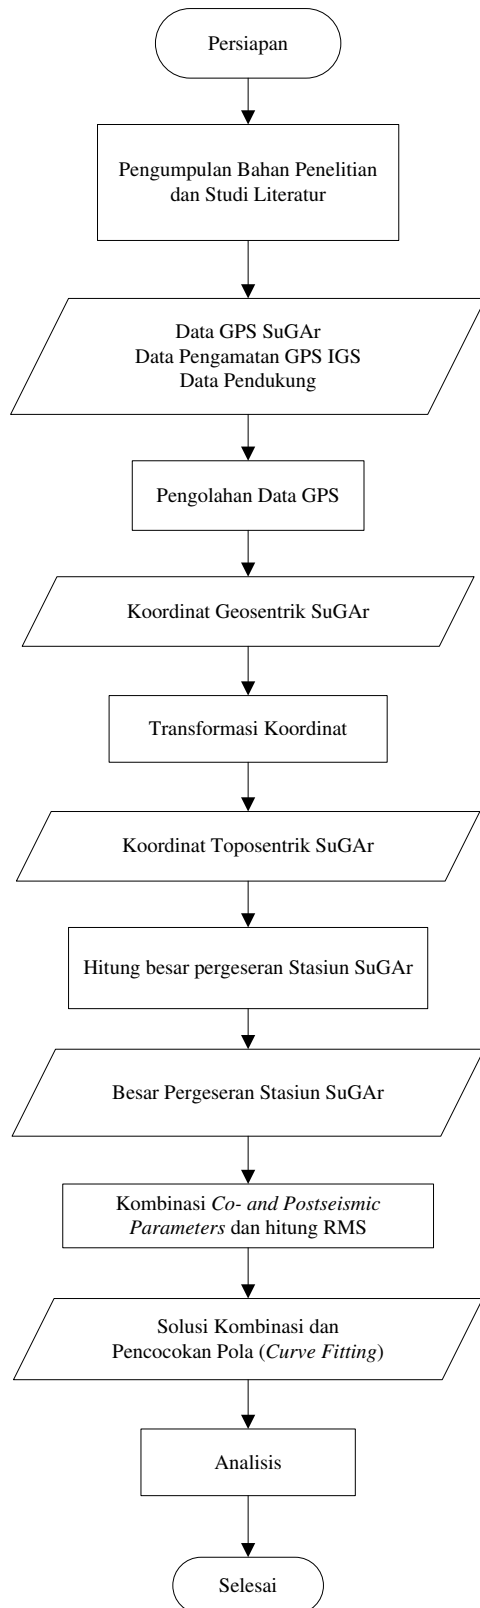 Persiapan
Pengumpulan Bahan Penelitian
dan Studi Literatur
Data GPS SuGAr
Data Pengamatan GPS IGS
Data Pendukung
Pengolahan Data GPS
Koordinat Geosentrik SuGAr
Transformasi Koordinat
Koordinat Toposentrik SuGAr
Hitung besar pergeseran Stasiun SuGAr
Besar Pergeseran Stasiun SuGAr
Kombinasi Co- and Postseismic
Parameters dan hitung RMS
Solusi Kombinasi dan
Pencocokan Pola (Curve Fitting)
Analisis
Selesai